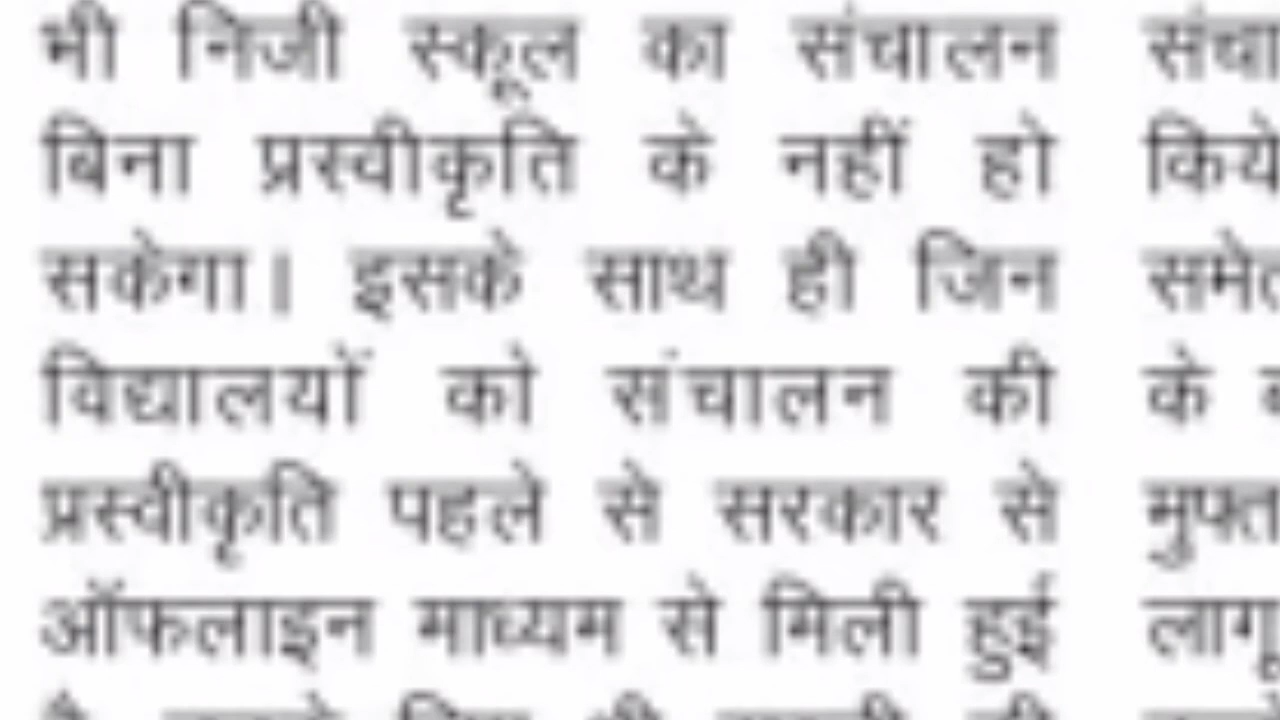 भी निजी स्कूल का संचालन
बिना प्रस्वीकृति के नहीं हो
सकेगा। इसके साथ ही जिन
विद्यालयों को संचालन की
प्रस्वीकृति पहले से सरकार से
ऑफलाइन माध्यम से मिली हुई
किये
के
मुफ्त
लागू